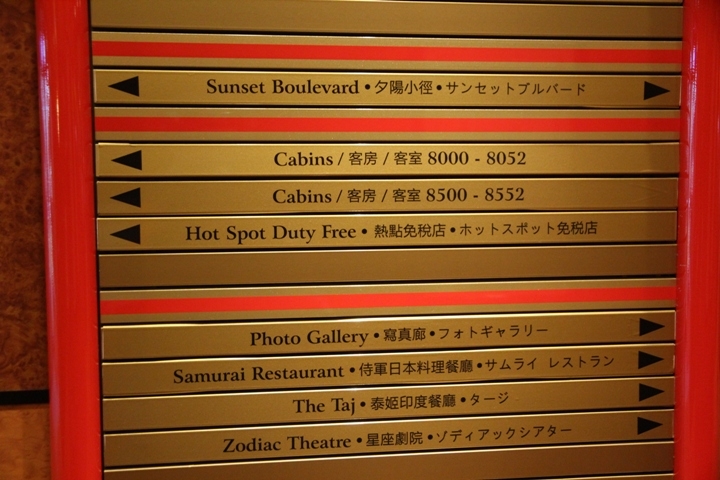 Sunset Boulevard • 夕陽小徑 • サンセットブルバード
Cabins / 客房 / 客室 8000 - 8052
Cabins / 客房 / 客室 8500 - 8552
Hot Spot Duty Free • 熱點免稅店 • ホットスポット免税店
Photo Gallery • 寫真廊 • フォトギャラリー
Samurai Restaurant • 侍軍日本料理餐廳 • サムライ レストラン
The Taj • 泰姬印度餐廳 • タージ
Zodiac Theatre • 星座劇院 • ゾディアックシアター